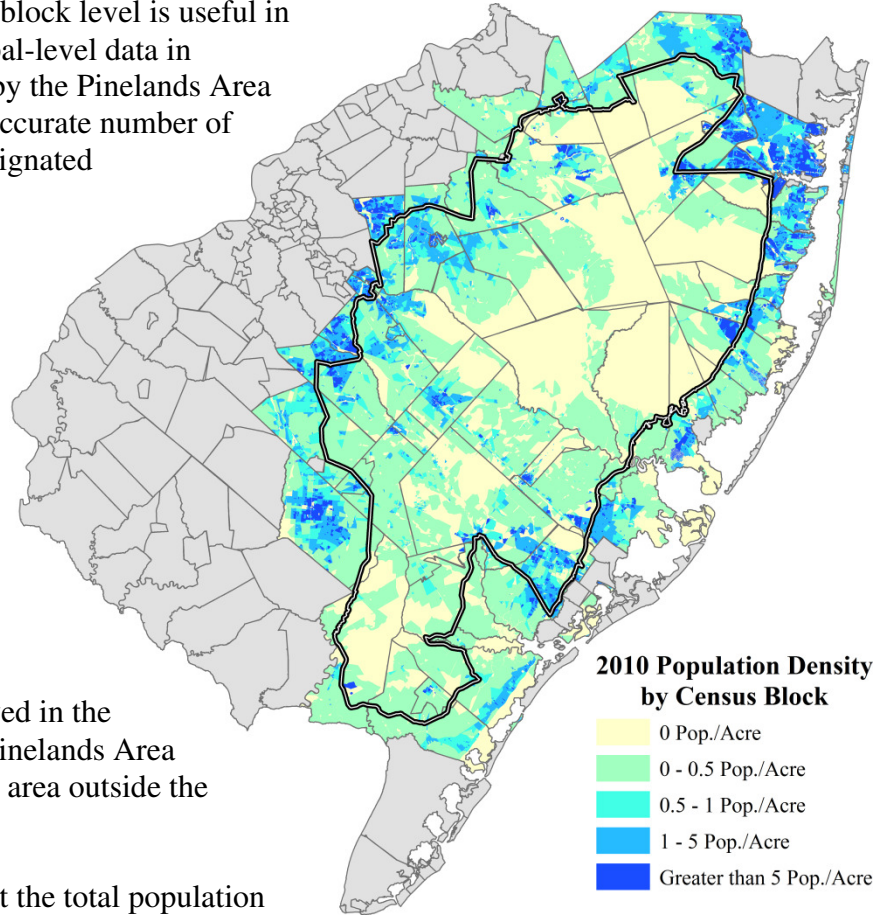 block level is useful in
al-level data in
by the Pinelands Area
ccurate number of
ignated
ed in the
inelands Area
area outside the
t the total population
2010 Population Density
by Census Block
0 Pop./Acre
0 - 0.5 Pop./Acre
0.5 - 1 Pop./Acre
1 - 5 Pop./Acre
Greater than 5 Pop./Acre